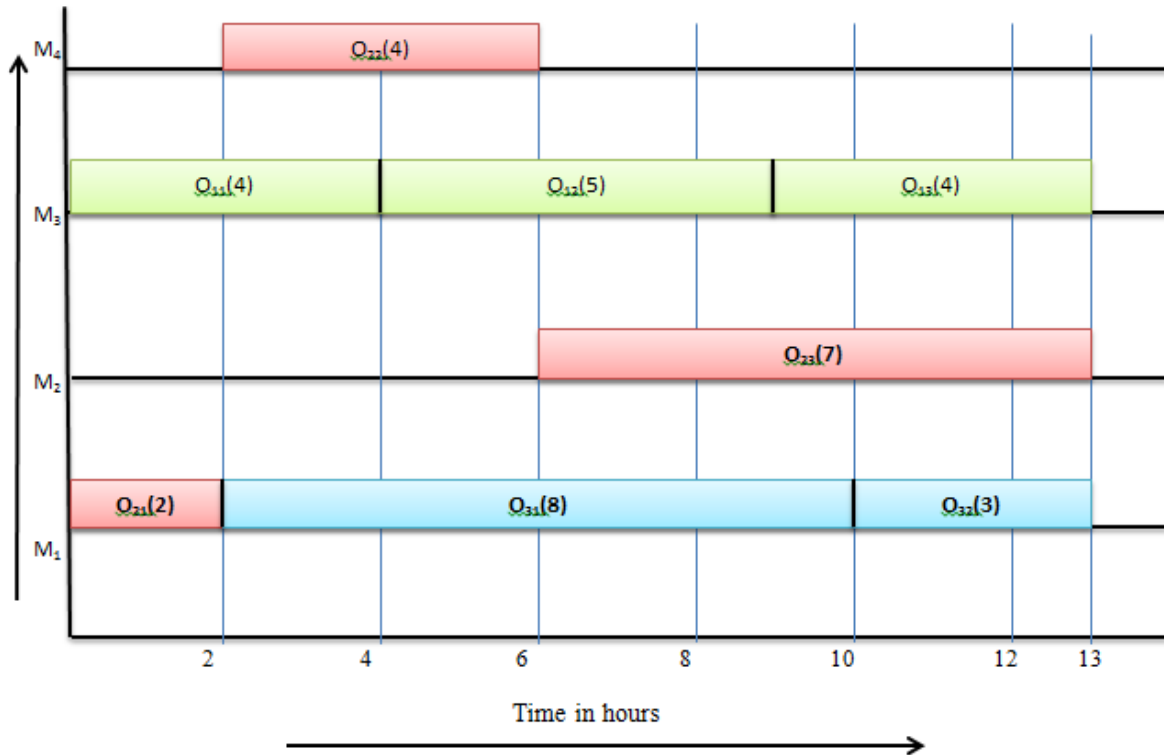 M₄ O₂₂(4)
O₁₁(4) O₁₂(5) O₁₃(4)
M₃
O₂₃(7)
M₂
O₂₁(2) O₃₁(8) O₃₂(3)
M₁
2 4 6 8 10 12 13
Time in hours